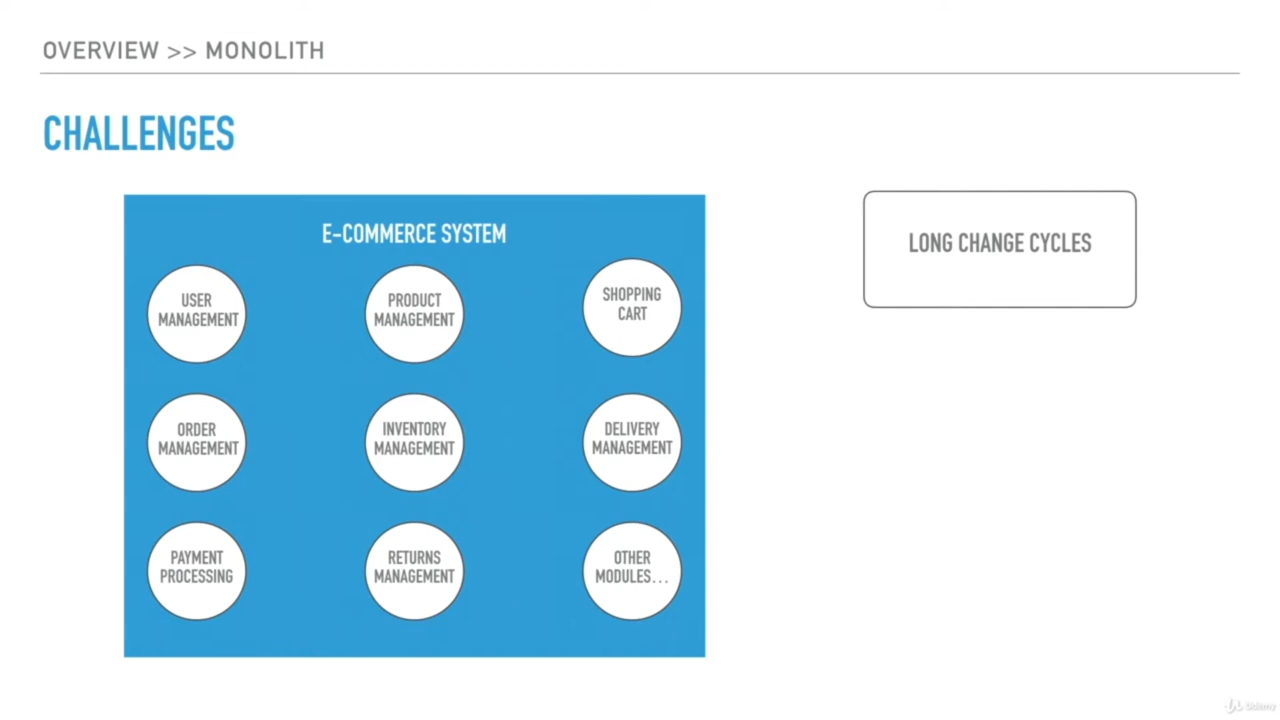 OVERVIEW >> MONOLITH
CHALLENGES
E-COMMERCE SYSTEM
USER
MANAGEMENT
PRODUCT
MANAGEMENT
SHOPPING
CART
ORDER
MANAGEMENT
INVENTORY
MANAGEMENT
DELIVERY
MANAGEMENT
PAYMENT
PROCESSING
RETURNS
MANAGEMENT
OTHER
MODULES...
LONG CHANGE CYCLES
Udemy